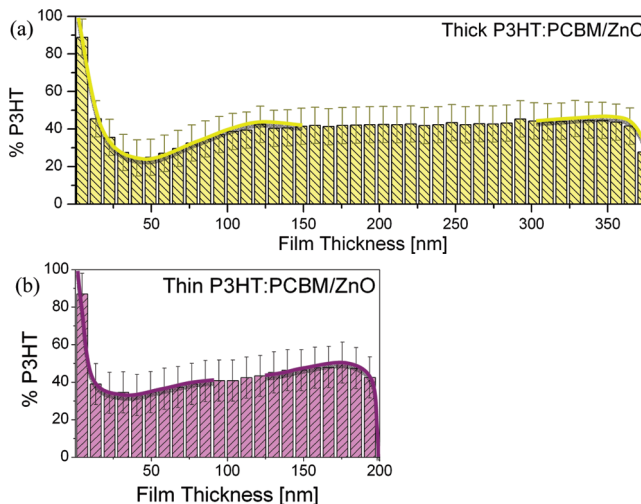 (a)
Thick P3HT:PCBM/ZnO
% P3HT
100
80
60
40
20
0
50 100 150 200 250 300 350
Film Thickness [nm]
(b)
Thin P3HT:PCBM/ZnO
% P3HT
100
80
60
40
20
0
50 100 150 200
Film Thickness [nm]